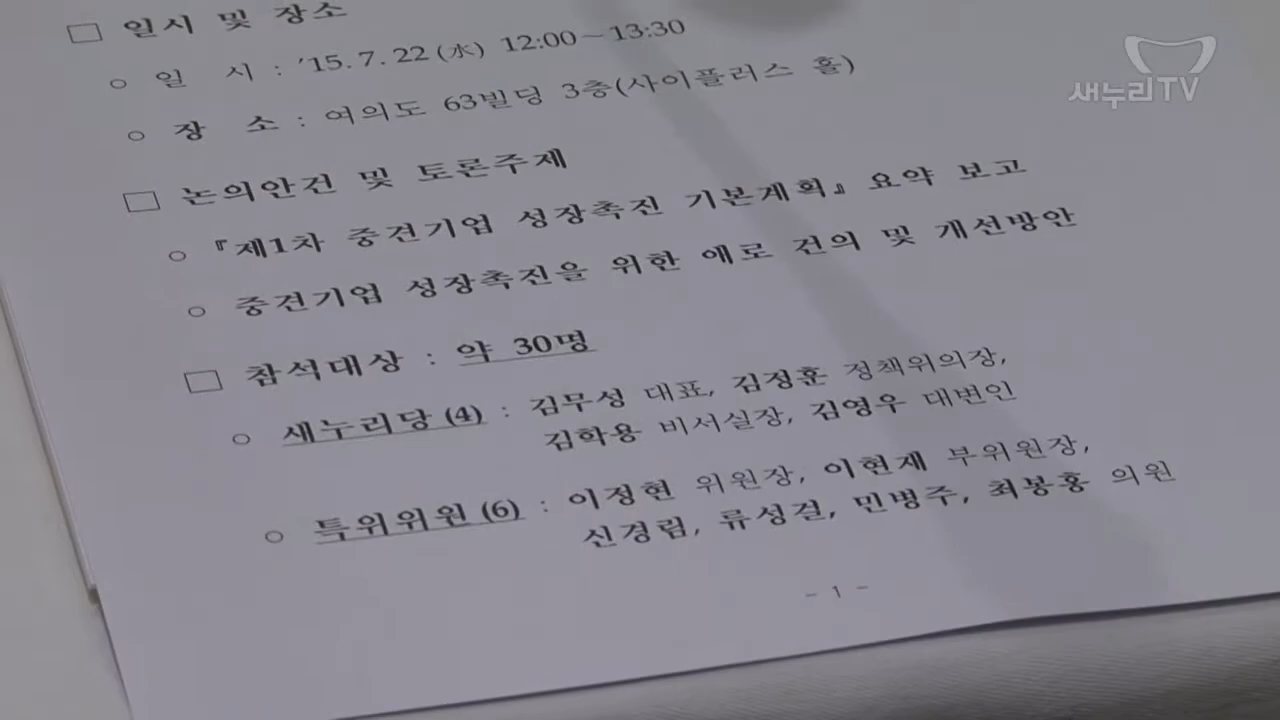 □ 일시 및 장소
○ 일 시 : '15. 7. 22 (水) 12:00~13:30
새누리TV
○ 장 소 : 여의도 63빌딩 3층(사이플러스 홀)
□ 논의안건 및 토론주제
○ 『제1차 중견기업 성장촉진 기본계획』 요약 보고
○ 중견기업 성장촉진을 위한 애로 건의 및 개선방안
□ 참석대상 : 약 30명
○ 새누리당 (4) : 김무성 대표, 김정훈 정책위의장,
김학용 비서실장, 김영우 대변인
○ 특위위원 (6) : 이정현 위원장, 이현재 부위원장,
신경림, 류성걸, 민병주, 최봉홍 의원
- 1 -